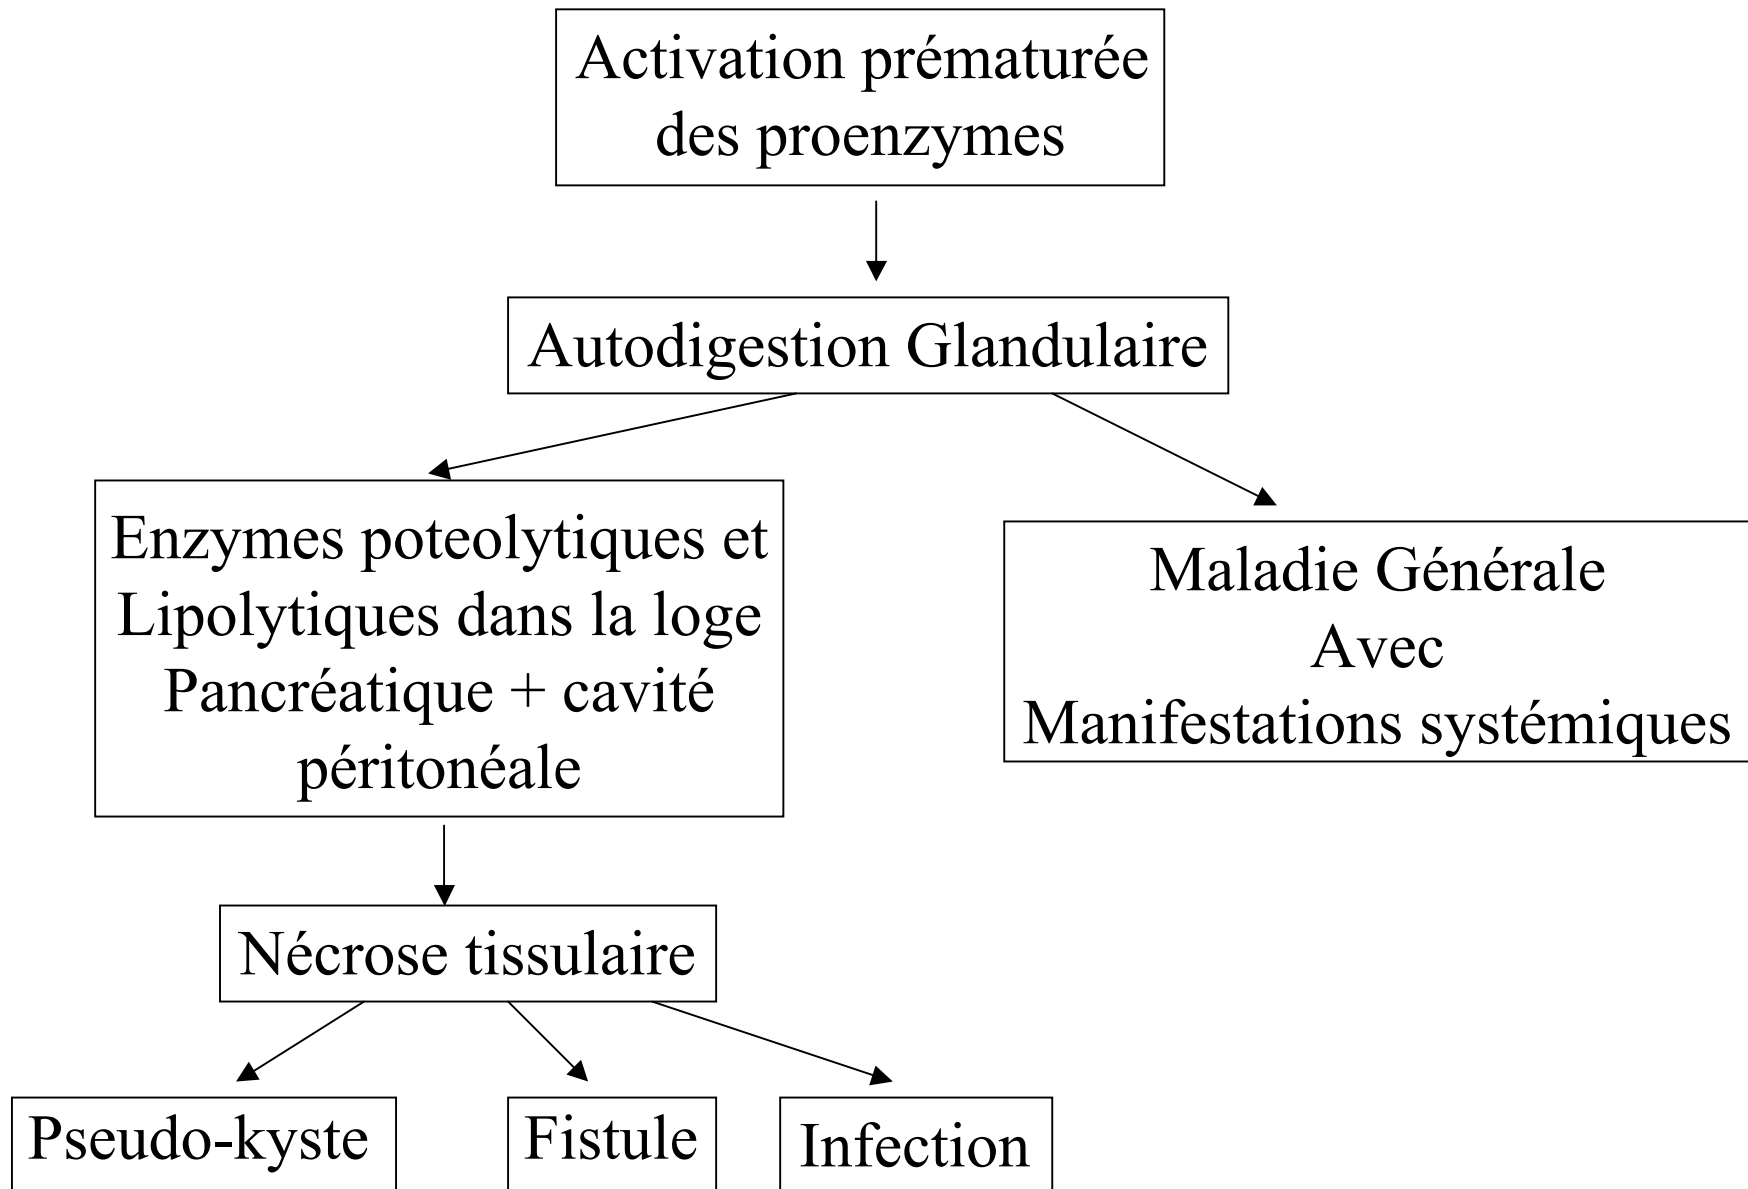 Activation prématurée
des proenzymes
Autodigestion Glandulaire
Enzymes poteolytiques et
Lipolytiques dans la loge
Pancréatique + cavité
péritonéale
Maladie Générale
Avec
Manifestations systémiques
Nécrose tissulaire
Pseudo-kyste
Fistule
Infection